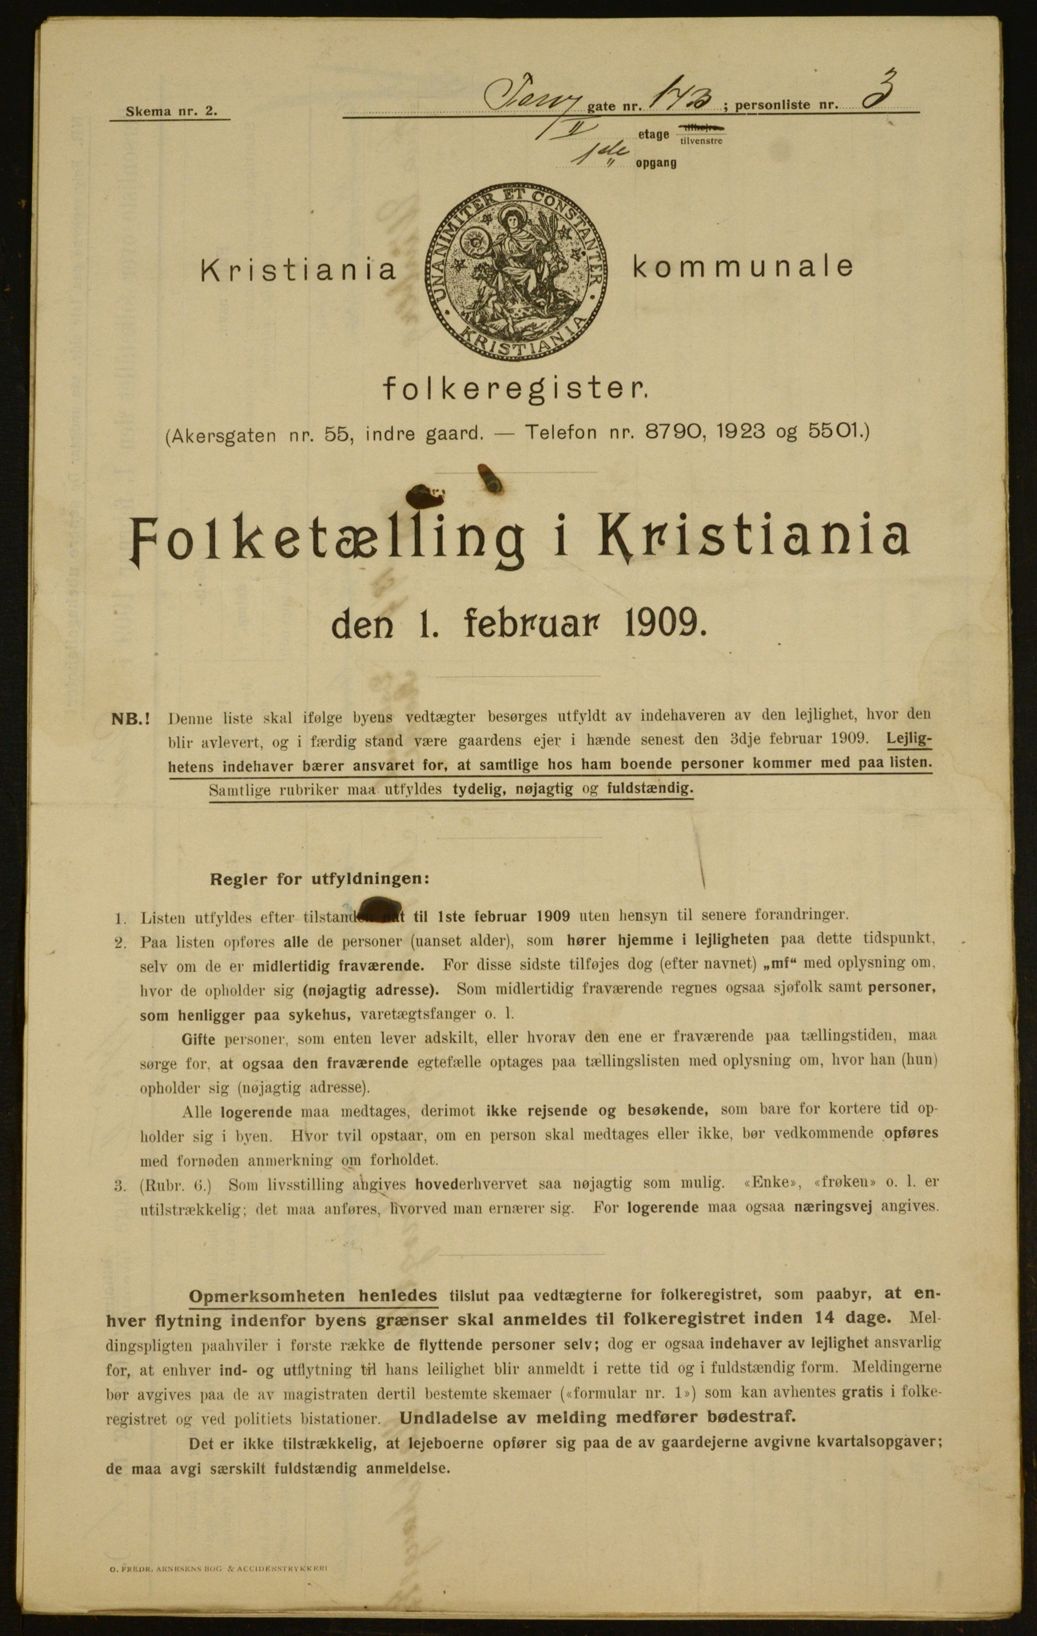 Skema nr. 2.
Torv gate nr. 143 ; personliste nr. 3
II etage tilhøire tilvenstre
1ste opgang
UNANIMITER ET CONSTANTER · KRISTIANIA ·
Kristiania kommunale
folkeregister.
(Akersgaten nr. 55, indre gaard. — Telefon nr. 8790, 1923 og 5501.)
Folketælling i Kristiania
den 1. februar 1909.
NB.! Denne liste skal ifølge byens vedtægter besørges utfyldt av indehaveren av den lejlighet, hvor den
blir avlevert, og i færdig stand være gaardens ejer i hænde senest den 3dje februar 1909. Lejlig-
hetens indehaver bærer ansvaret for, at samtlige hos ham boende personer kommer med paa listen.
Samtlige rubriker maa utfyldes tydelig, nøjagtig og fuldstændig.
Regler for utfyldningen:
1. Listen utfyldes efter tilstanden nat til 1ste februar 1909 uten hensyn til senere forandringer.
2. Paa listen opføres alle de personer (uanset alder), som hører hjemme i lejligheten paa dette tidspunkt,
selv om de er midlertidig fraværende. For disse sidste tilføjes dog (efter navnet) „mf“ med oplysning om,
hvor de opholder sig (nøjagtig adresse). Som midlertidig fraværende regnes ogsaa sjøfolk samt personer,
som henligger paa sykehus, varetægtsfanger o. l.
Gifte personer, som enten lever adskilt, eller hvorav den ene er fraværende paa tællingstiden, maa
sørge for, at ogsaa den fraværende egtefælle optages paa tællingslisten med oplysning om, hvor han (hun)
opholder sig (nøjagtig adresse).
Alle logerende maa medtages, derimot ikke rejsende og besøkende, som bare for kortere tid op-
holder sig i byen. Hvor tvil opstaar, om en person skal medtages eller ikke, bør vedkommende opføres
med fornøden anmerkning om forholdet.
3. (Rubr. 6.) Som livsstilling angives hovederhvervet saa nøjagtig som mulig. «Enke», «frøken» o. l. er
utilstrækkelig; det maa anføres, hvorved man ernærer sig. For logerende maa ogsaa næringsvej angives.
Opmerksomheten henledes tilslut paa vedtægterne for folkeregistret, som paabyr, at en-
hver flytning indenfor byens grænser skal anmeldes til folkeregistret inden 14 dage. Mel-
dingspligten paahviler i første række de flyttende personer selv; dog er ogsaa indehaver av lejlighet ansvarlig
for, at enhver ind- og utflytning til hans leilighet blir anmeldt i rette tid og i fuldstændig form. Meldingerne
bør avgives paa de av magistraten dertil bestemte skemaer («formular nr. 1») som kan avhentes gratis i folke-
registret og ved politiets bistationer. Undladelse av melding medfører bødestraf.
Det er ikke tilstrækkelig, at lejeboerne opfører sig paa de av gaardejerne avgivne kvartalsopgaver;
de maa avgi særskilt fuldstændig anmeldelse.
O. FREDR. ARNESENS BOG & ACCIDENSTRYKKERI